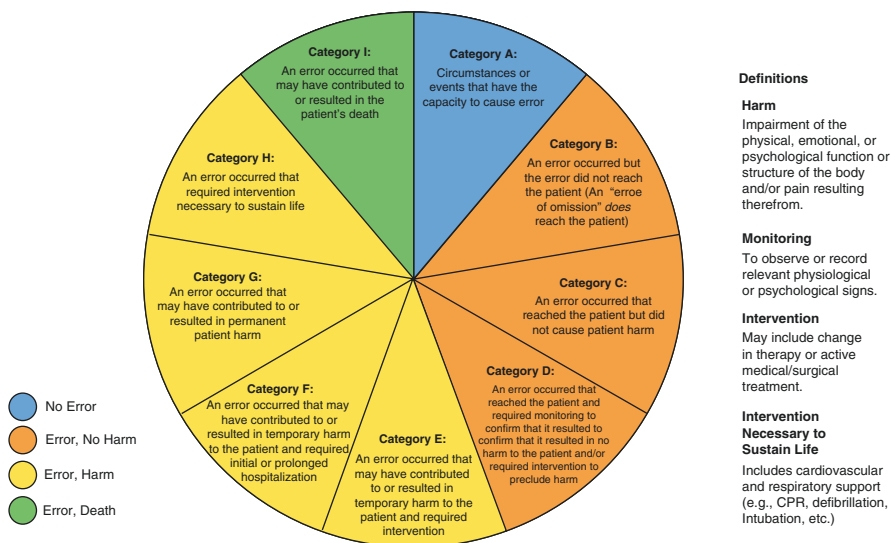 Category A:
Circumstances or
events that have the
capacity to cause error
Category B:
An error occurred but
the error did not reach
the patient (An “erroe
of omission” does
reach the patient)
Category C:
An error occurred that
reached the patient but did
not cause patient harm
Category D:
An error occurred that
reached the patient and
required monitoring to
confirm that it resulted to
confirm that it resulted in no
harm to the patient and/or
required intervention to
preclude harm
Category E:
An error occurred that
may have contributed
to or resulted in
temporary harm to the
patient and required
intervention
Category F:
An error occurred that may
have contributed to or
resulted in temporary harm
to the patient and required
initial or prolonged
hospitalization
Category G:
An error occurred that
may have contributed to or
resulted in permanent
patient harm
Category H:
An error occurred that
required intervention
necessary to sustain life
Category I:
An error occurred that
may have contributed to
or resulted in the
patient’s death
No Error
Error, No Harm
Error, Harm
Error, Death
Definitions
Harm
Impairment of the
physical, emotional, or
psychological function or
structure of the body
and/or pain resulting
therefrom.
Monitoring
To observe or record
relevant physiological
or psychological signs.
Intervention
May include change
in therapy or active
medical/surgical
treatment.
Intervention
Necessary to
Sustain Life
Includes cardiovascular
and respiratory support
(e.g., CPR, defibrillation,
Intubation, etc.)